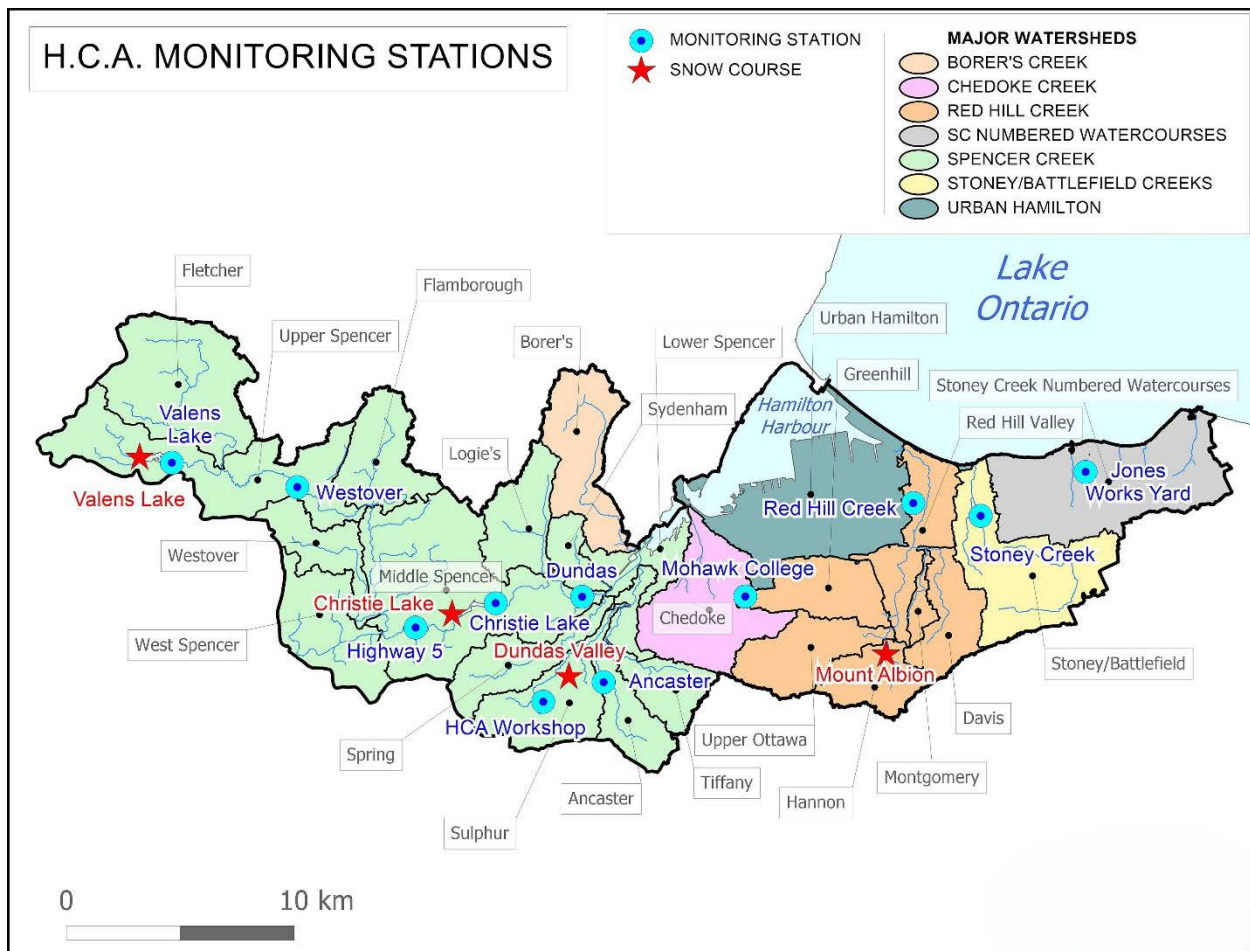 H.C.A. MONITORING STATIONS
MONITORING STATION
SNOW COURSE
MAJOR WATERSHEDS
BORER'S CREEK
CHEDOKE CREEK
RED HILL CREEK
SC NUMBERED WATERCOURSES
SPENCER CREEK
STONEY/BATTLEFIELD CREEKS
URBAN HAMILTON
Lake
Ontario
Fletcher
Flamborough
Upper Spencer
Borer's
Lower Spencer
Urban Hamilton
Greenhill
Stoney Creek Numbered Watercourses
Hamilton
Harbour
Sydenham
Red Hill Valley
Valens
Lake
Logie's
Valens Lake
Westover
Red Hill Creek
Jones
Works Yard
Westover
Stoney Creek
Middle Spencer
Dundas
Mohawk College
Christie Lake
Christie Lake
Chedoke
West Spencer
Highway 5
Dundas Valley
Stoney/Battlefield
Ancaster
Mount Albion
HCA Workshop
Davis
Spring
Upper Ottawa
Montgomery
Tiffany
Ancaster
Hannon
Sulphur
0 10 km